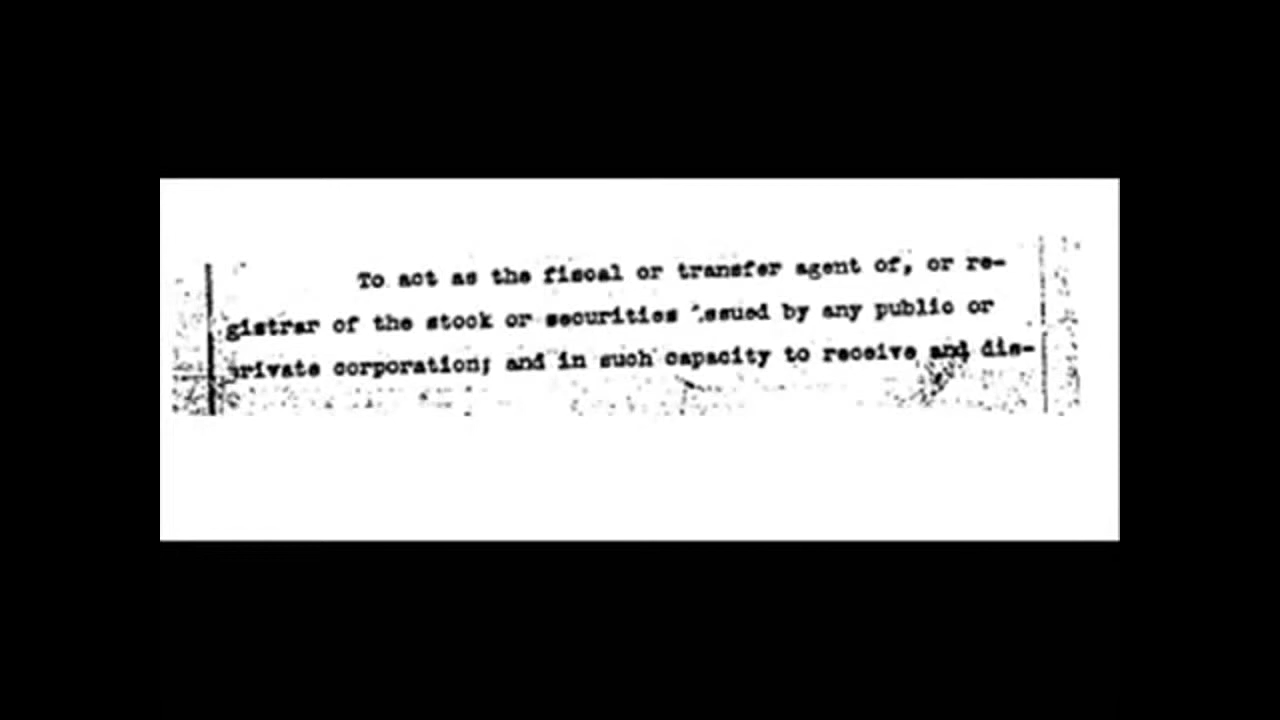 To act as the fiscal or transfer agent of, or re-
gistrar of the stock or securities issued by any public or
private corporation; and in such capacity to receive and dis-